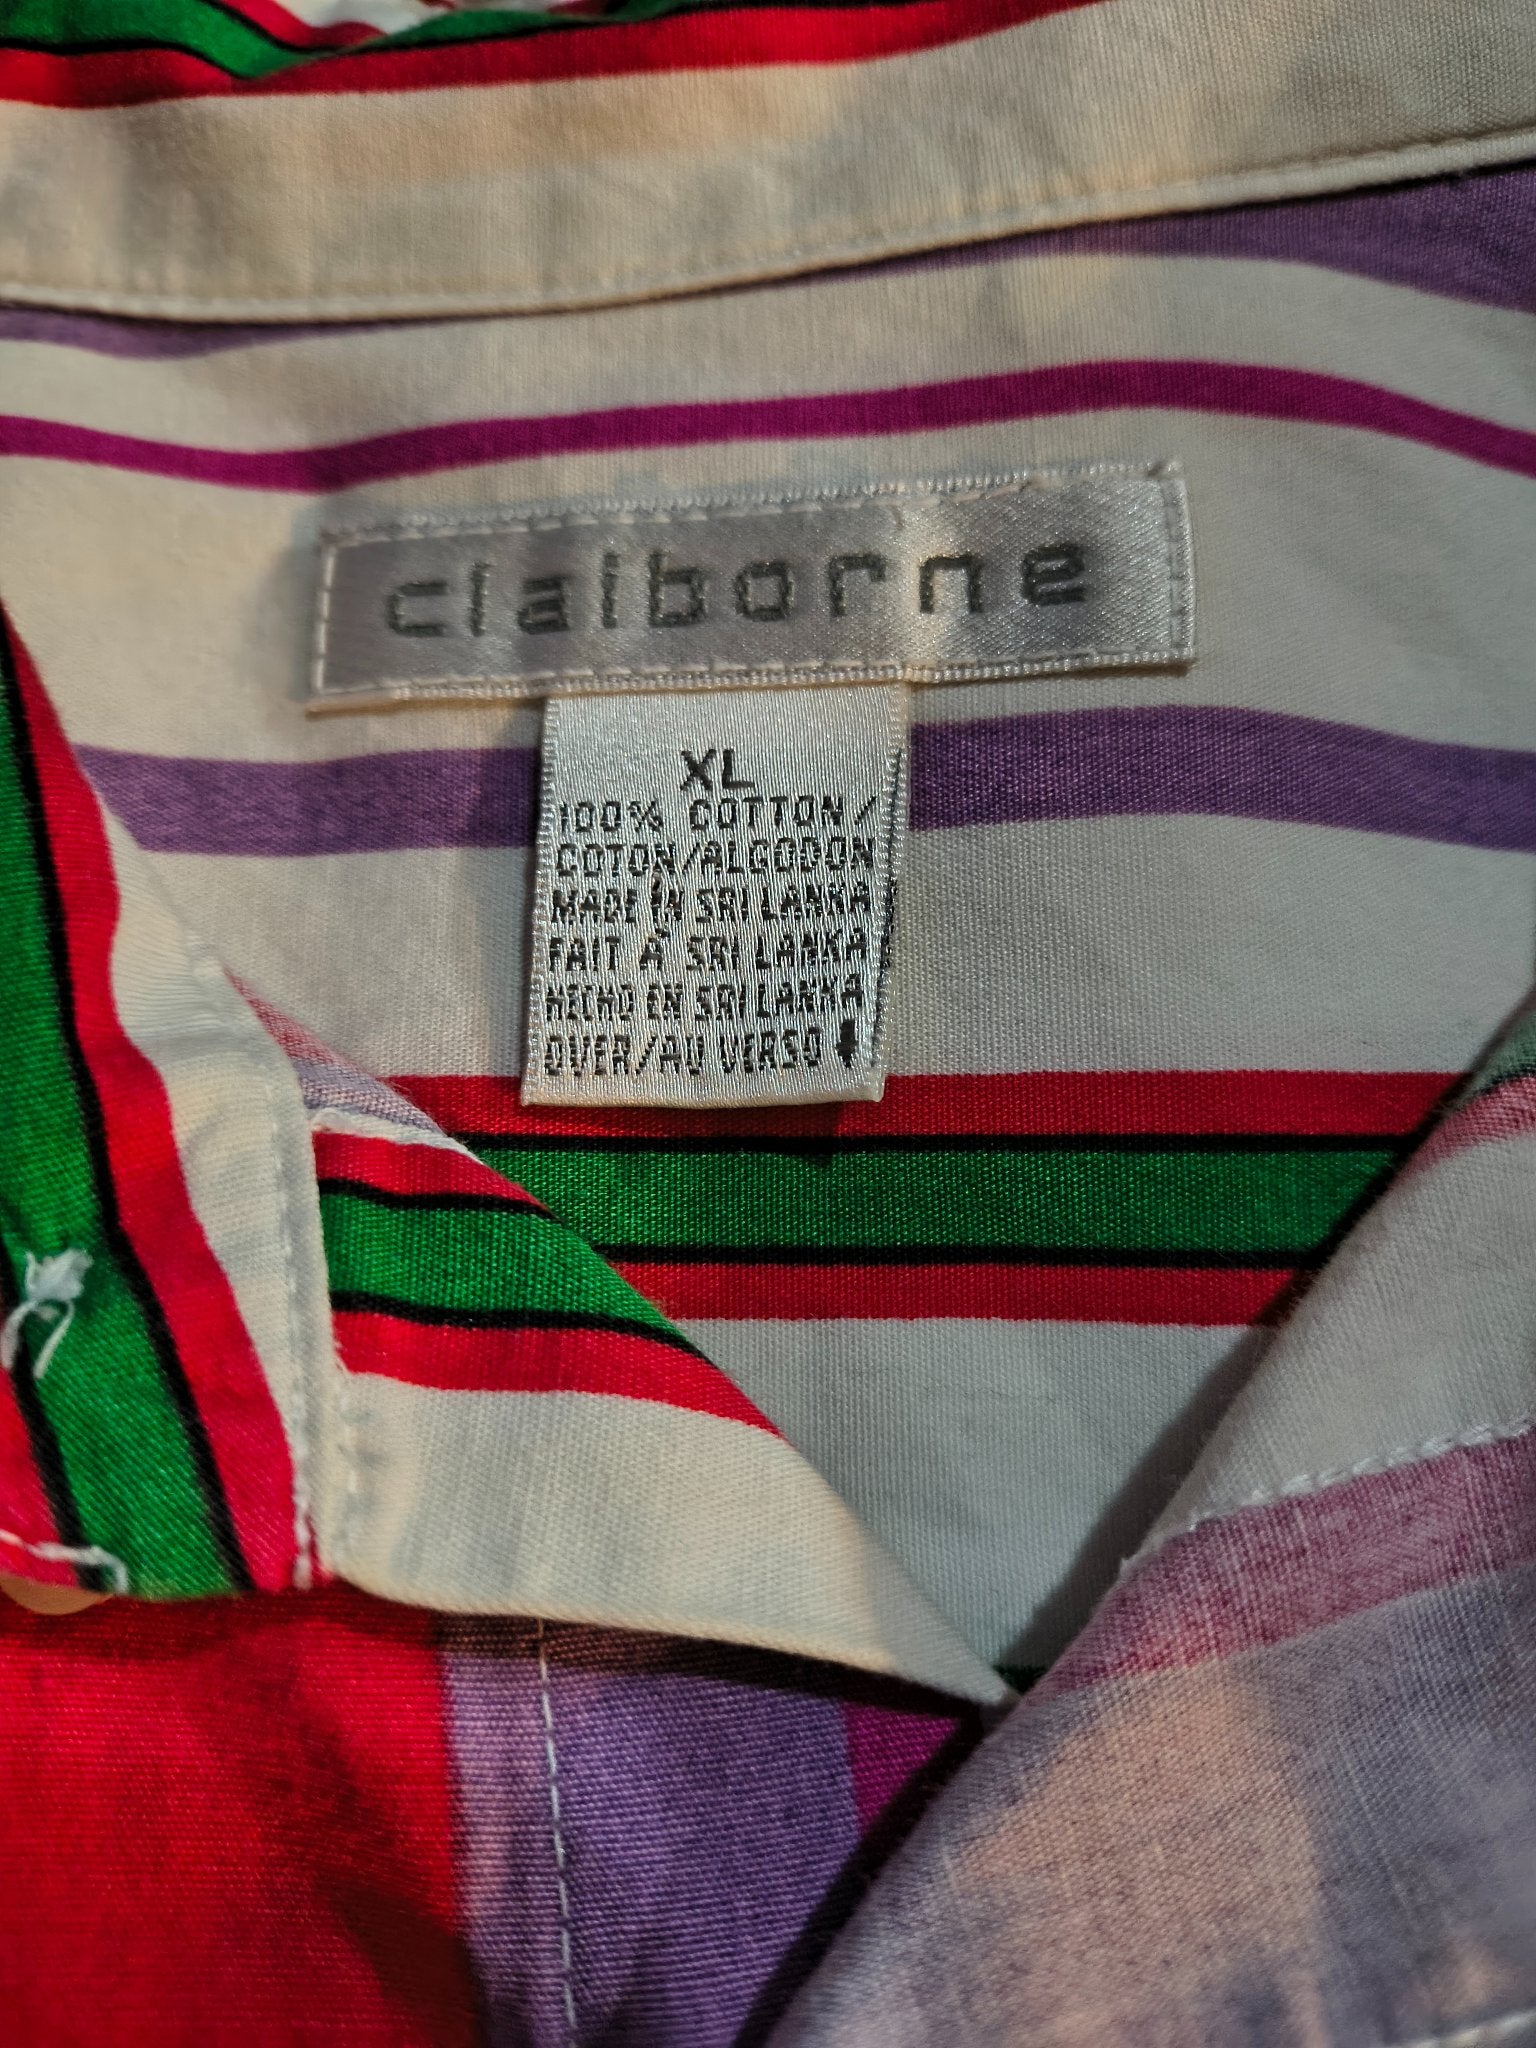 claiborne
XL
100% COTTON/
COTON/ALGODON
MADE IN SRI LANKA
FAIT À SRI LANKA
HECHO EN SRI LANKA
OVER/AU VERSO